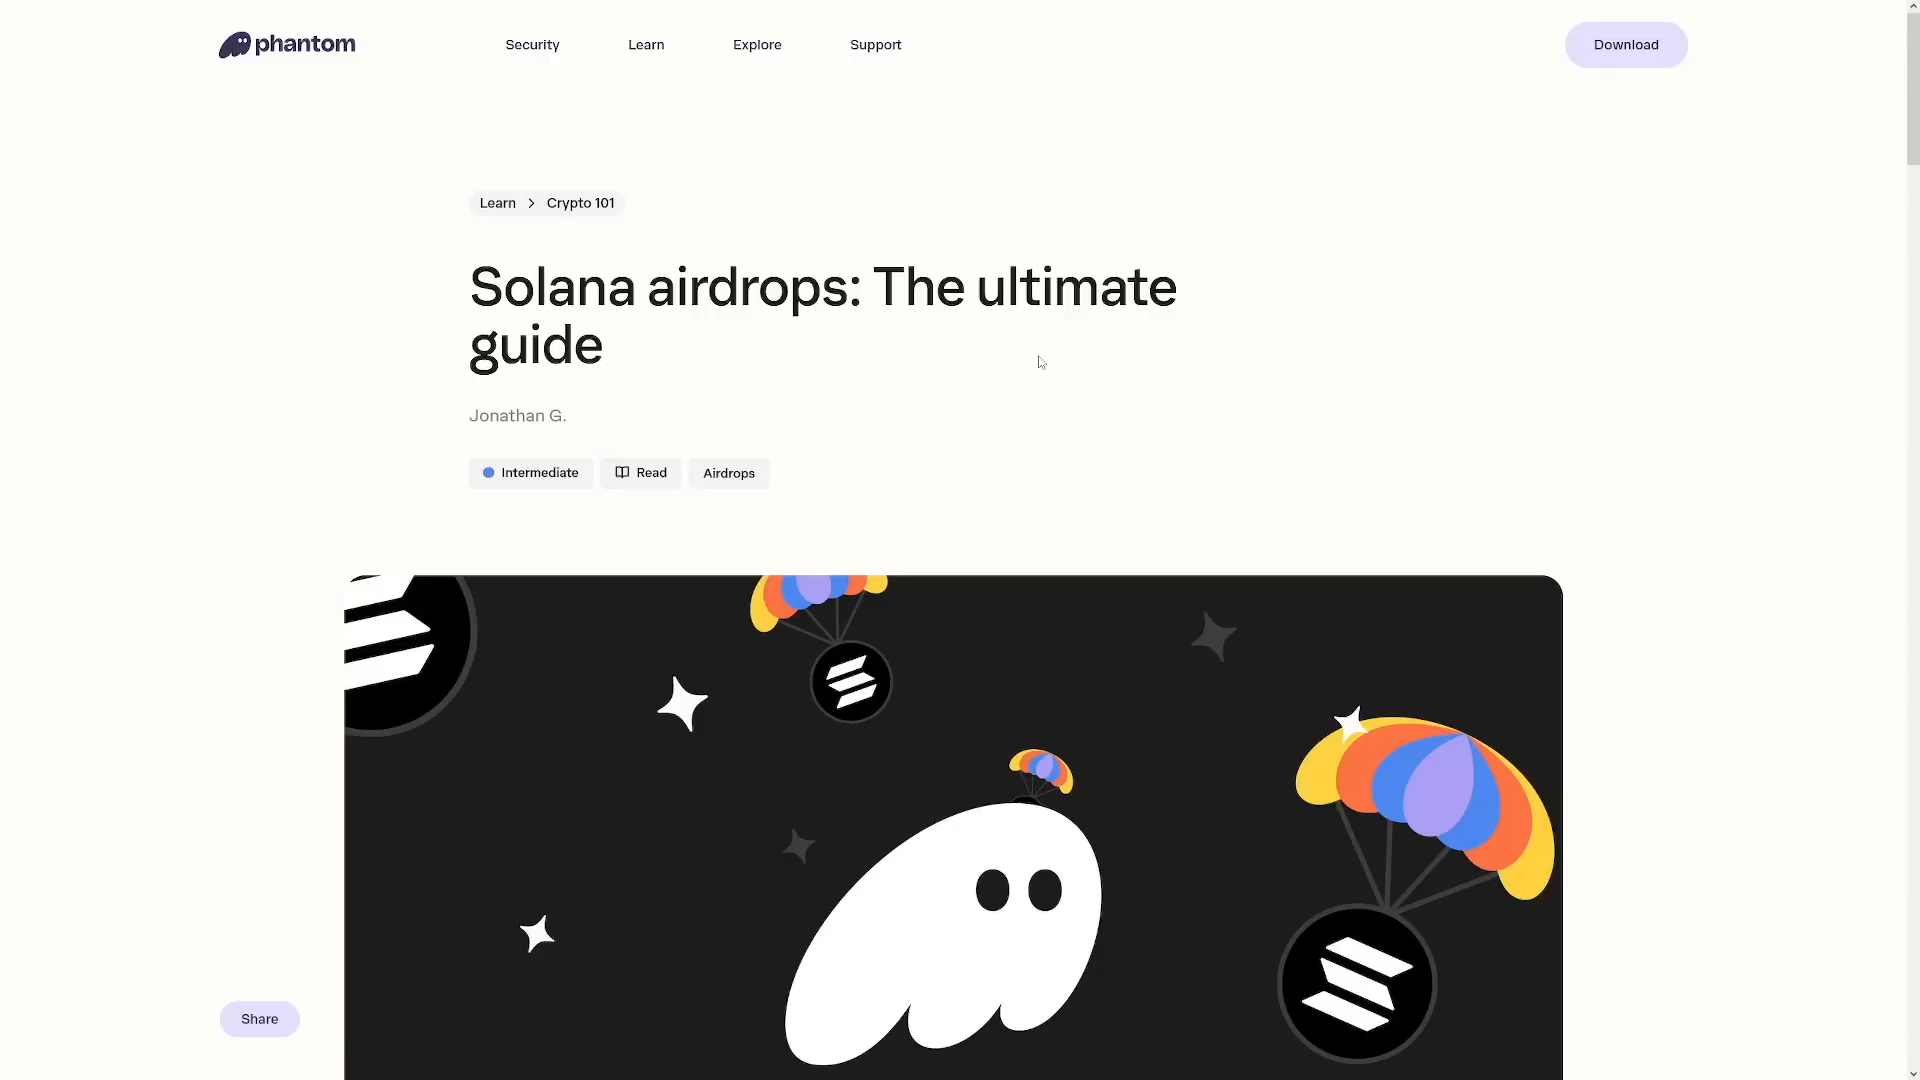 phantom
Security
Learn
Explore
Support
Download
Learn > Crypto 101
Solana airdrops: The ultimate
guide
Jonathan G.
Intermediate
Read
Airdrops
Share